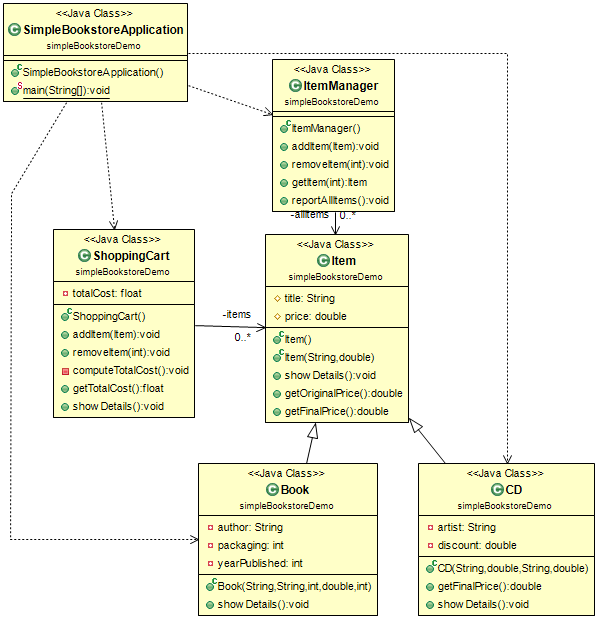 <<Java Class>>
SimpleBookstoreApplication
simpleBookstoreDemo
SimpleBookstoreApplication()
main(String[]):void
<<Java Class>>
ItemManager
simpleBookstoreDemo
ItemManager()
addItem(Item):void
removeItem(int):void
getItem(int):Item
reportAllItems():void
-allItems 0..*
<<Java Class>>
ShoppingCart
simpleBookstoreDemo
totalCost: float
ShoppingCart()
addItem(Item):void
removeItem(int):void
computeTotalCost():void
getTotalCost():float
showDetails():void
-items
0..*
<<Java Class>>
Item
simpleBookstoreDemo
title: String
price: double
Item()
Item(String,double)
showDetails():void
getOriginalPrice():double
getFinalPrice():double
<<Java Class>>
Book
simpleBookstoreDemo
author: String
packaging: int
yearPublished: int
Book(String,String,int,double,int)
showDetails():void
<<Java Class>>
CD
simpleBookstoreDemo
artist: String
discount: double
CD(String,double,String,double)
getFinalPrice():double
showDetails():void